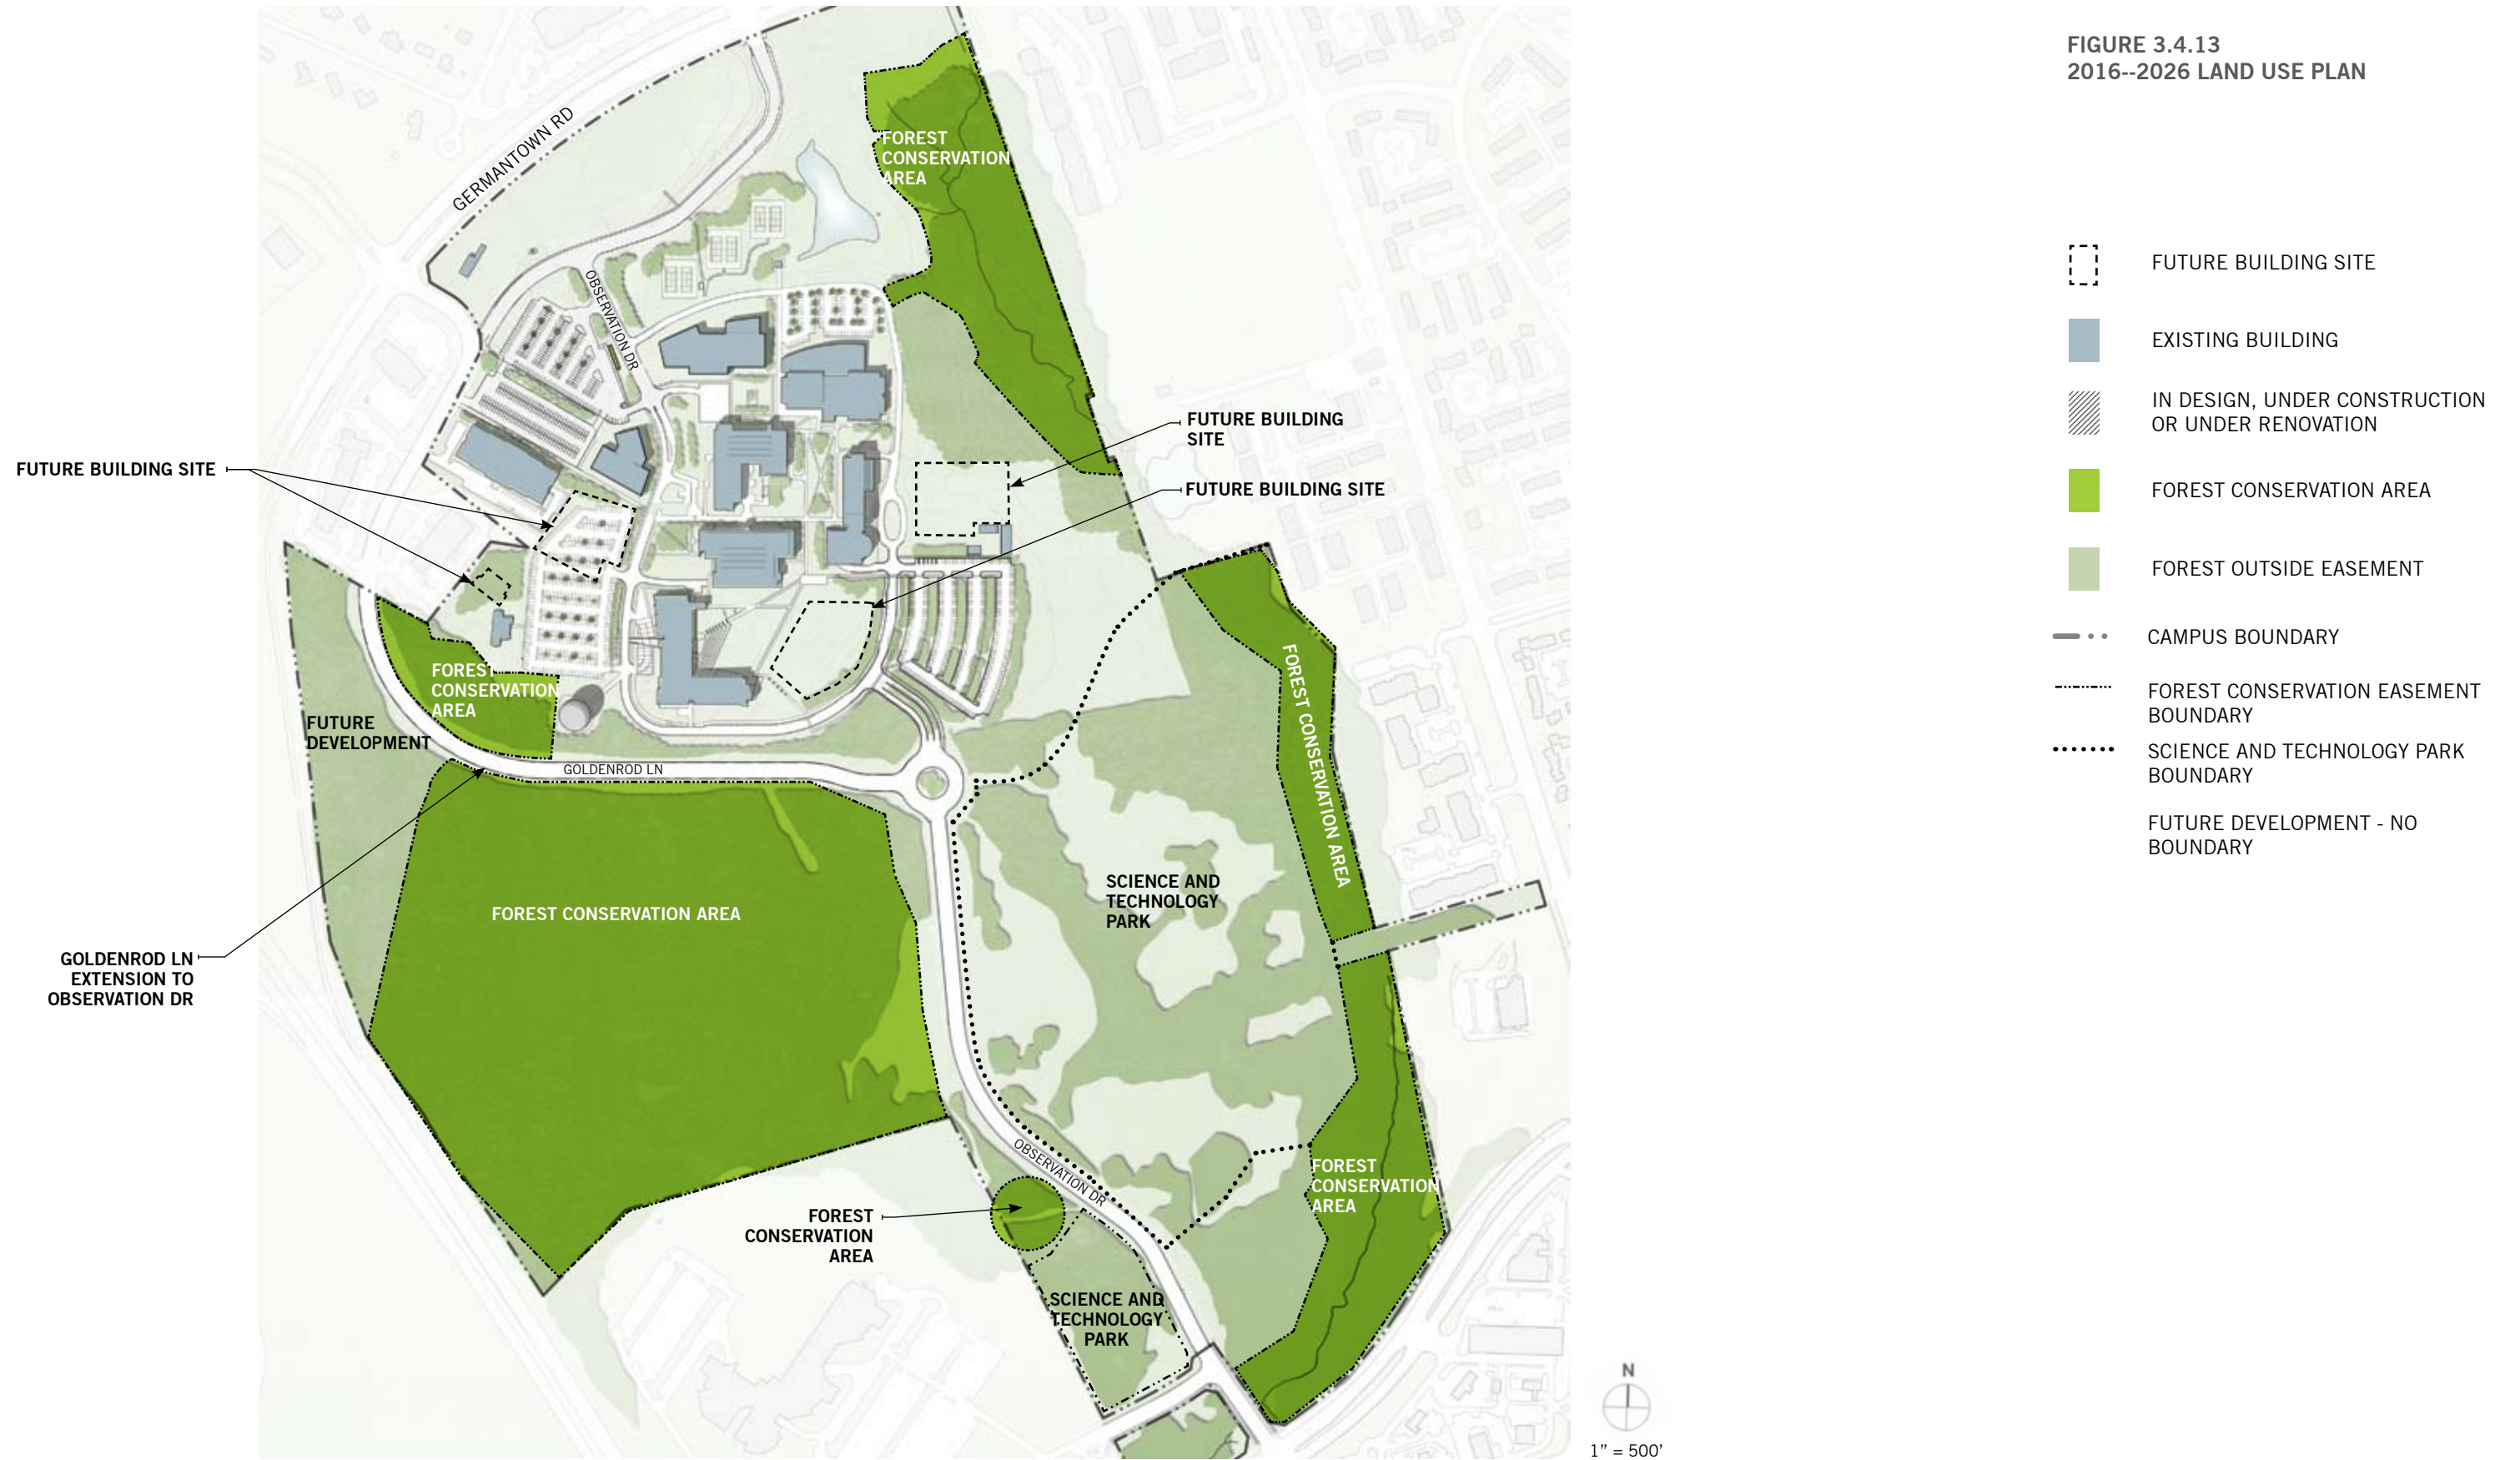 FIGURE 3.4.13
2016--2026 LAND USE PLAN
GERMANTOWN RD
FOREST
CONSERVATION
AREA
OBSERVATION DR
FUTURE BUILDING
SITE
FUTURE BUILDING SITE
FUTURE BUILDING SITE
FOREST
CONSERVATION
AREA
FUTURE
DEVELOPMENT
GOLDENROD LN
FOREST CONSERVATION AREA
SCIENCE AND
TECHNOLOGY
PARK
FOREST CONSERVATION AREA
GOLDENROD LN
EXTENSION TO
OBSERVATION DR
OBSERVATION DR
FOREST
CONSERVATION
AREA
FOREST
CONSERVATION
AREA
SCIENCE AND
TECHNOLOGY
PARK
N
1” = 500’
FUTURE BUILDING SITE
EXISTING BUILDING
IN DESIGN, UNDER CONSTRUCTION
OR UNDER RENOVATION
FOREST CONSERVATION AREA
FOREST OUTSIDE EASEMENT
CAMPUS BOUNDARY
FOREST CONSERVATION EASEMENT
BOUNDARY
SCIENCE AND TECHNOLOGY PARK
BOUNDARY
FUTURE DEVELOPMENT - NO
BOUNDARY